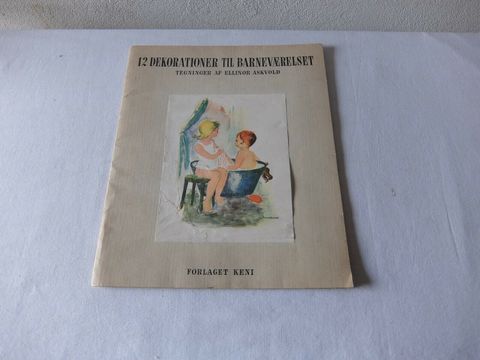 12 DEKORATIONER TIL BARNEVÆRELSET
TEGNINGER AF ELLINOR ASKVOLD
FORLAGET KENI